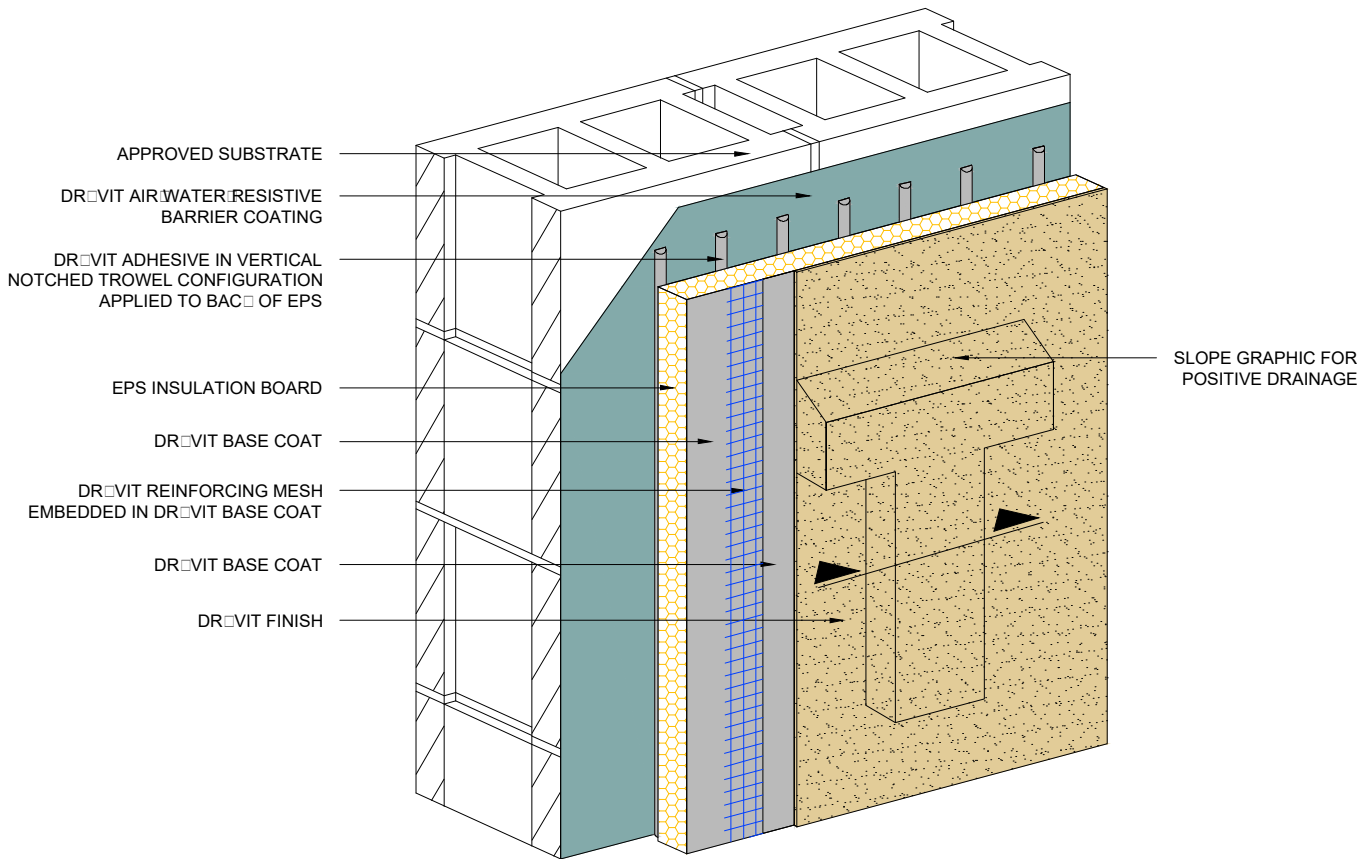 APPROVED SUBSTRATE
DR□VIT AIR□WATER□RESISTIVE
BARRIER COATING
DR□VIT ADHESIVE IN VERTICAL
NOTCHED TROWEL CONFIGURATION
APPLIED TO BAC□ OF EPS
EPS INSULATION BOARD
DR□VIT BASE COAT
DR□VIT REINFORCING MESH
EMBEDDED IN DR□VIT BASE COAT
DR□VIT BASE COAT
DR□VIT FINISH
SLOPE GRAPHIC FOR
POSITIVE DRAINAGE